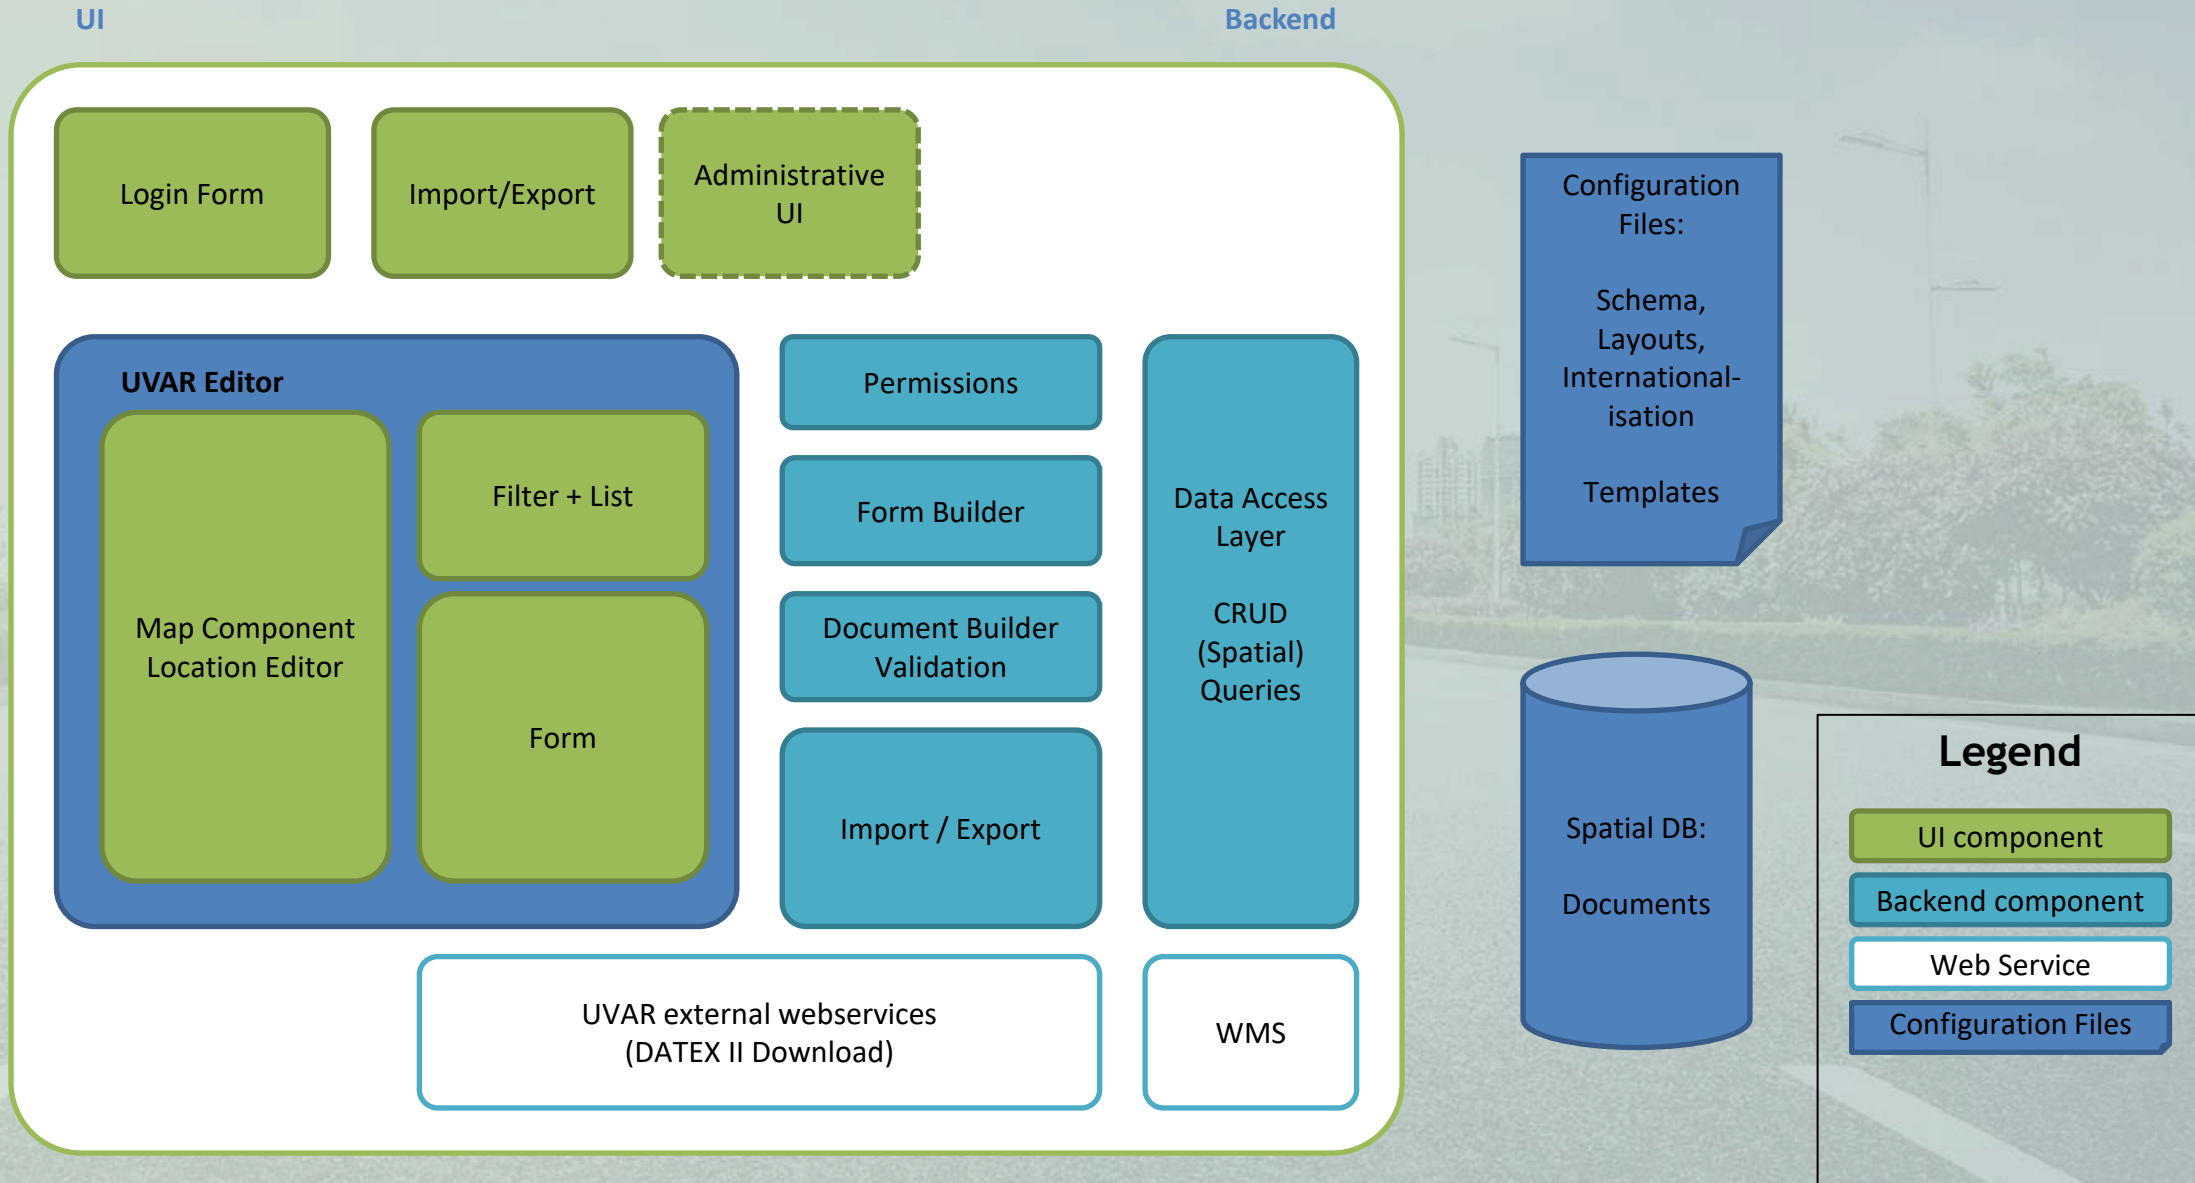 UI
Backend
Login Form
Import/Export
Administrative
UI
UVAR Editor
Map Component
Location Editor
Filter + List
Form
Permissions
Form Builder
Document Builder
Validation
Import / Export
Data Access
Layer
CRUD
(Spatial)
Queries
UVAR external webservices
(DATEX II Download)
WMS
Configuration
Files:
Schema,
Layouts,
International-
isation
Templates
Spatial DB:
Documents
Legend
UI component
Backend component
Web Service
Configuration Files